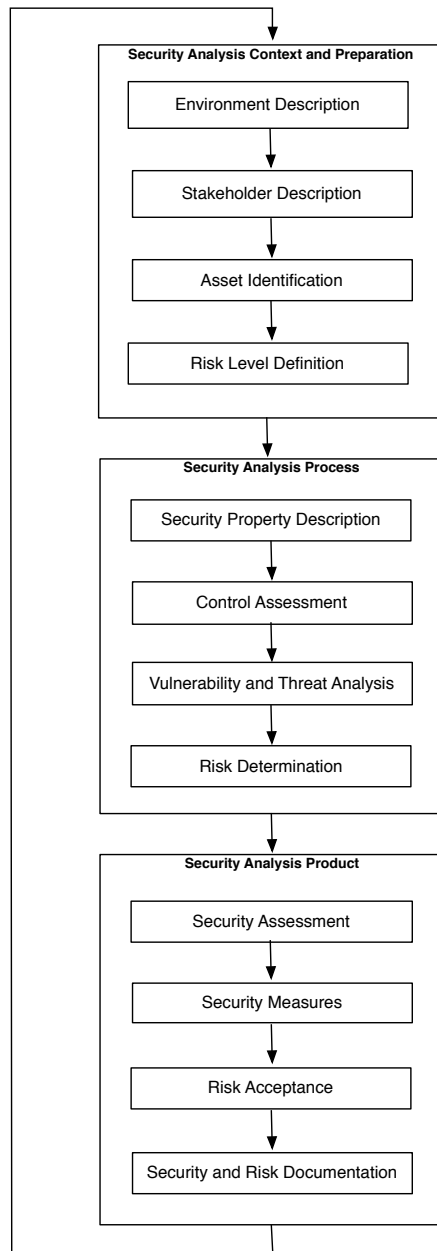 Security Analysis Context and Preparation
Environment Description
Stakeholder Description
Asset Identification
Risk Level Definition
Security Analysis Process
Security Property Description
Control Assessment
Vulnerability and Threat Analysis
Risk Determination
Security Analysis Product
Security Assessment
Security Measures
Risk Acceptance
Security and Risk Documentation